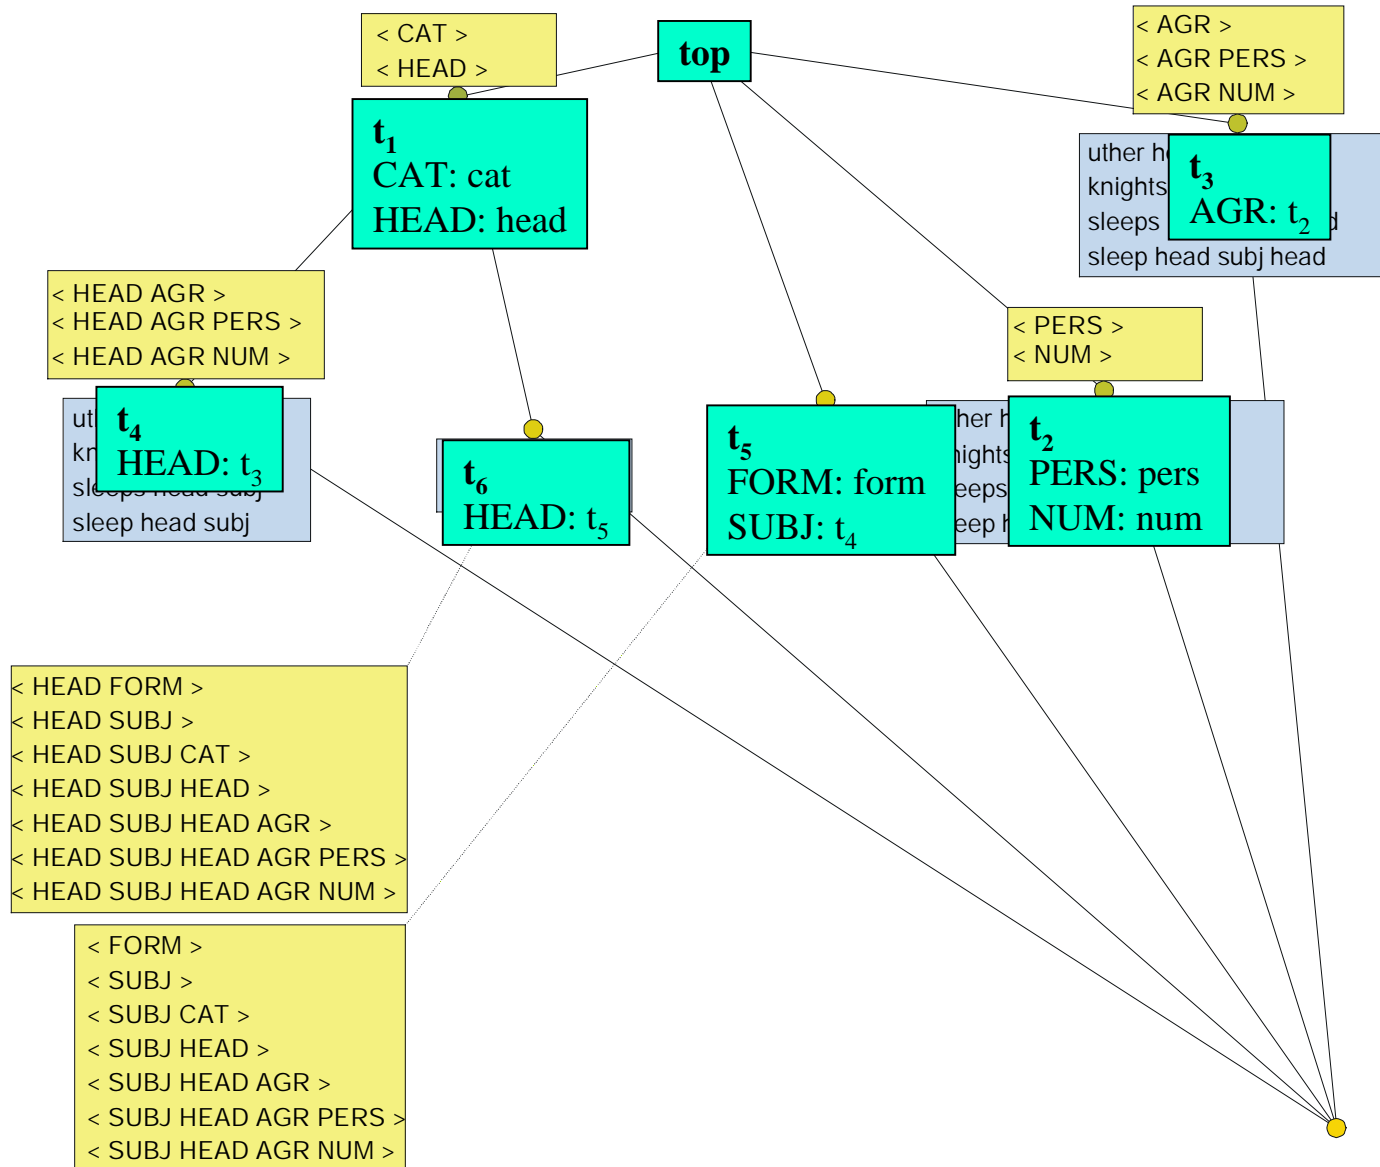 < CAT >
< HEAD >
top
< AGR >
< AGR PERS >
< AGR NUM >
t1
CAT: cat
HEAD: head
uther
knights
sleeps
sleep head subj head
t3
AGR: t2
< HEAD AGR >
< HEAD AGR PERS >
< HEAD AGR NUM >
< PERS >
< NUM >
sleeps head subj
sleep head subj
t4
HEAD: t3
t6
HEAD: t5
t5
FORM: form
SUBJ: t4
t2
PERS: pers
NUM: num
< HEAD FORM >
< HEAD SUBJ >
< HEAD SUBJ CAT >
< HEAD SUBJ HEAD >
< HEAD SUBJ HEAD AGR >
< HEAD SUBJ HEAD AGR PERS >
< HEAD SUBJ HEAD AGR NUM >
< FORM >
< SUBJ >
< SUBJ CAT >
< SUBJ HEAD >
< SUBJ HEAD AGR >
< SUBJ HEAD AGR PERS >
< SUBJ HEAD AGR NUM >